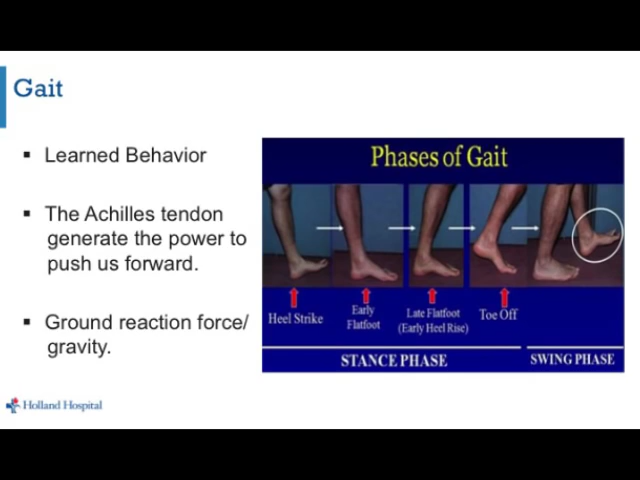 Gait
▪ Learned Behavior
▪ The Achilles tendon
generate the power to
push us forward.
▪ Ground reaction force/
gravity.
Phases of Gait
Heel Strike
Early
Flatfoot
Late Flatfoot
(Early Heel Rise)
Toe Off
STANCE PHASE
SWING PHASE
Holland Hospital